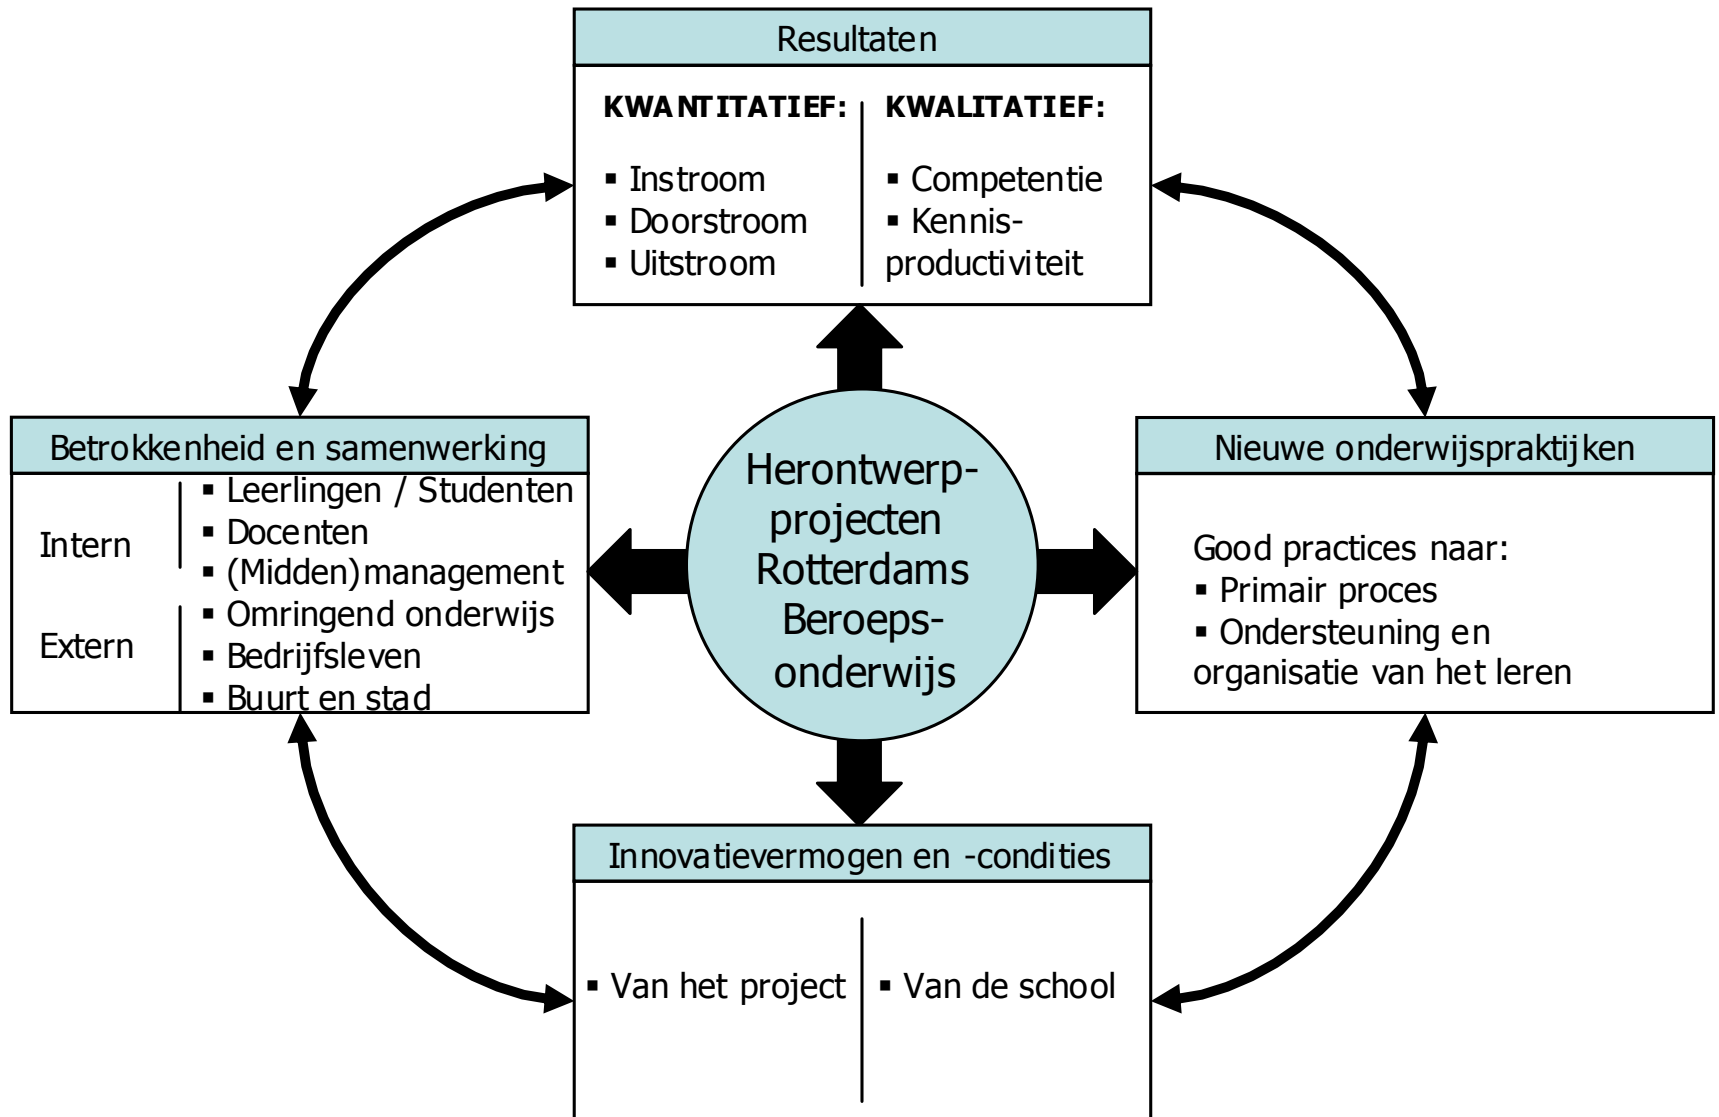 Resultaten
KWANTITATIEF:
▪ Instroom
▪ Doorstroom
▪ Uitstroom
KWALITATIEF:
▪ Competentie
▪ Kennis-
productiviteit
Betrokkenheid en samenwerking
Intern
▪ Leerlingen / Studenten
▪ Docenten
▪ (Midden)management
Extern
▪ Omringend onderwijs
▪ Bedrijfsleven
▪ Buurt en stad
Herontwerp-
projecten
Rotterdams
Beroeps-
onderwijs
Nieuwe onderwijspraktijken
Good practices naar:
▪ Primair proces
▪ Ondersteuning en
organisatie van het leren
Innovatievermogen en -condities
▪ Van het project
▪ Van de school